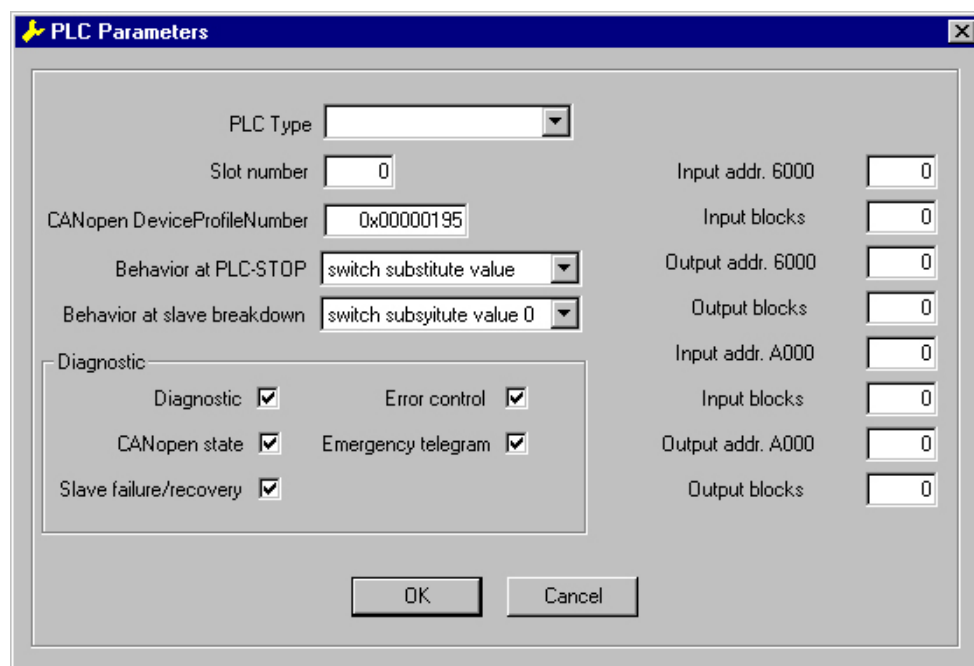 PLC Parameters
PLC Type
Slot number 0
CANopen DeviceProfileNumber 0x00000195
Behavior at PLC-STOP switch substitute value
Behavior at slave breakdown switch subsyitute value 0
Diagnostic
Diagnostic Error control
CANopen state Emergency telegram
Slave failure/recovery
Input addr. 6000 0
Input blocks 0
Output addr. 6000 0
Output blocks 0
Input addr. A000 0
Input blocks 0
Output addr. A000 0
Output blocks 0
OK Cancel